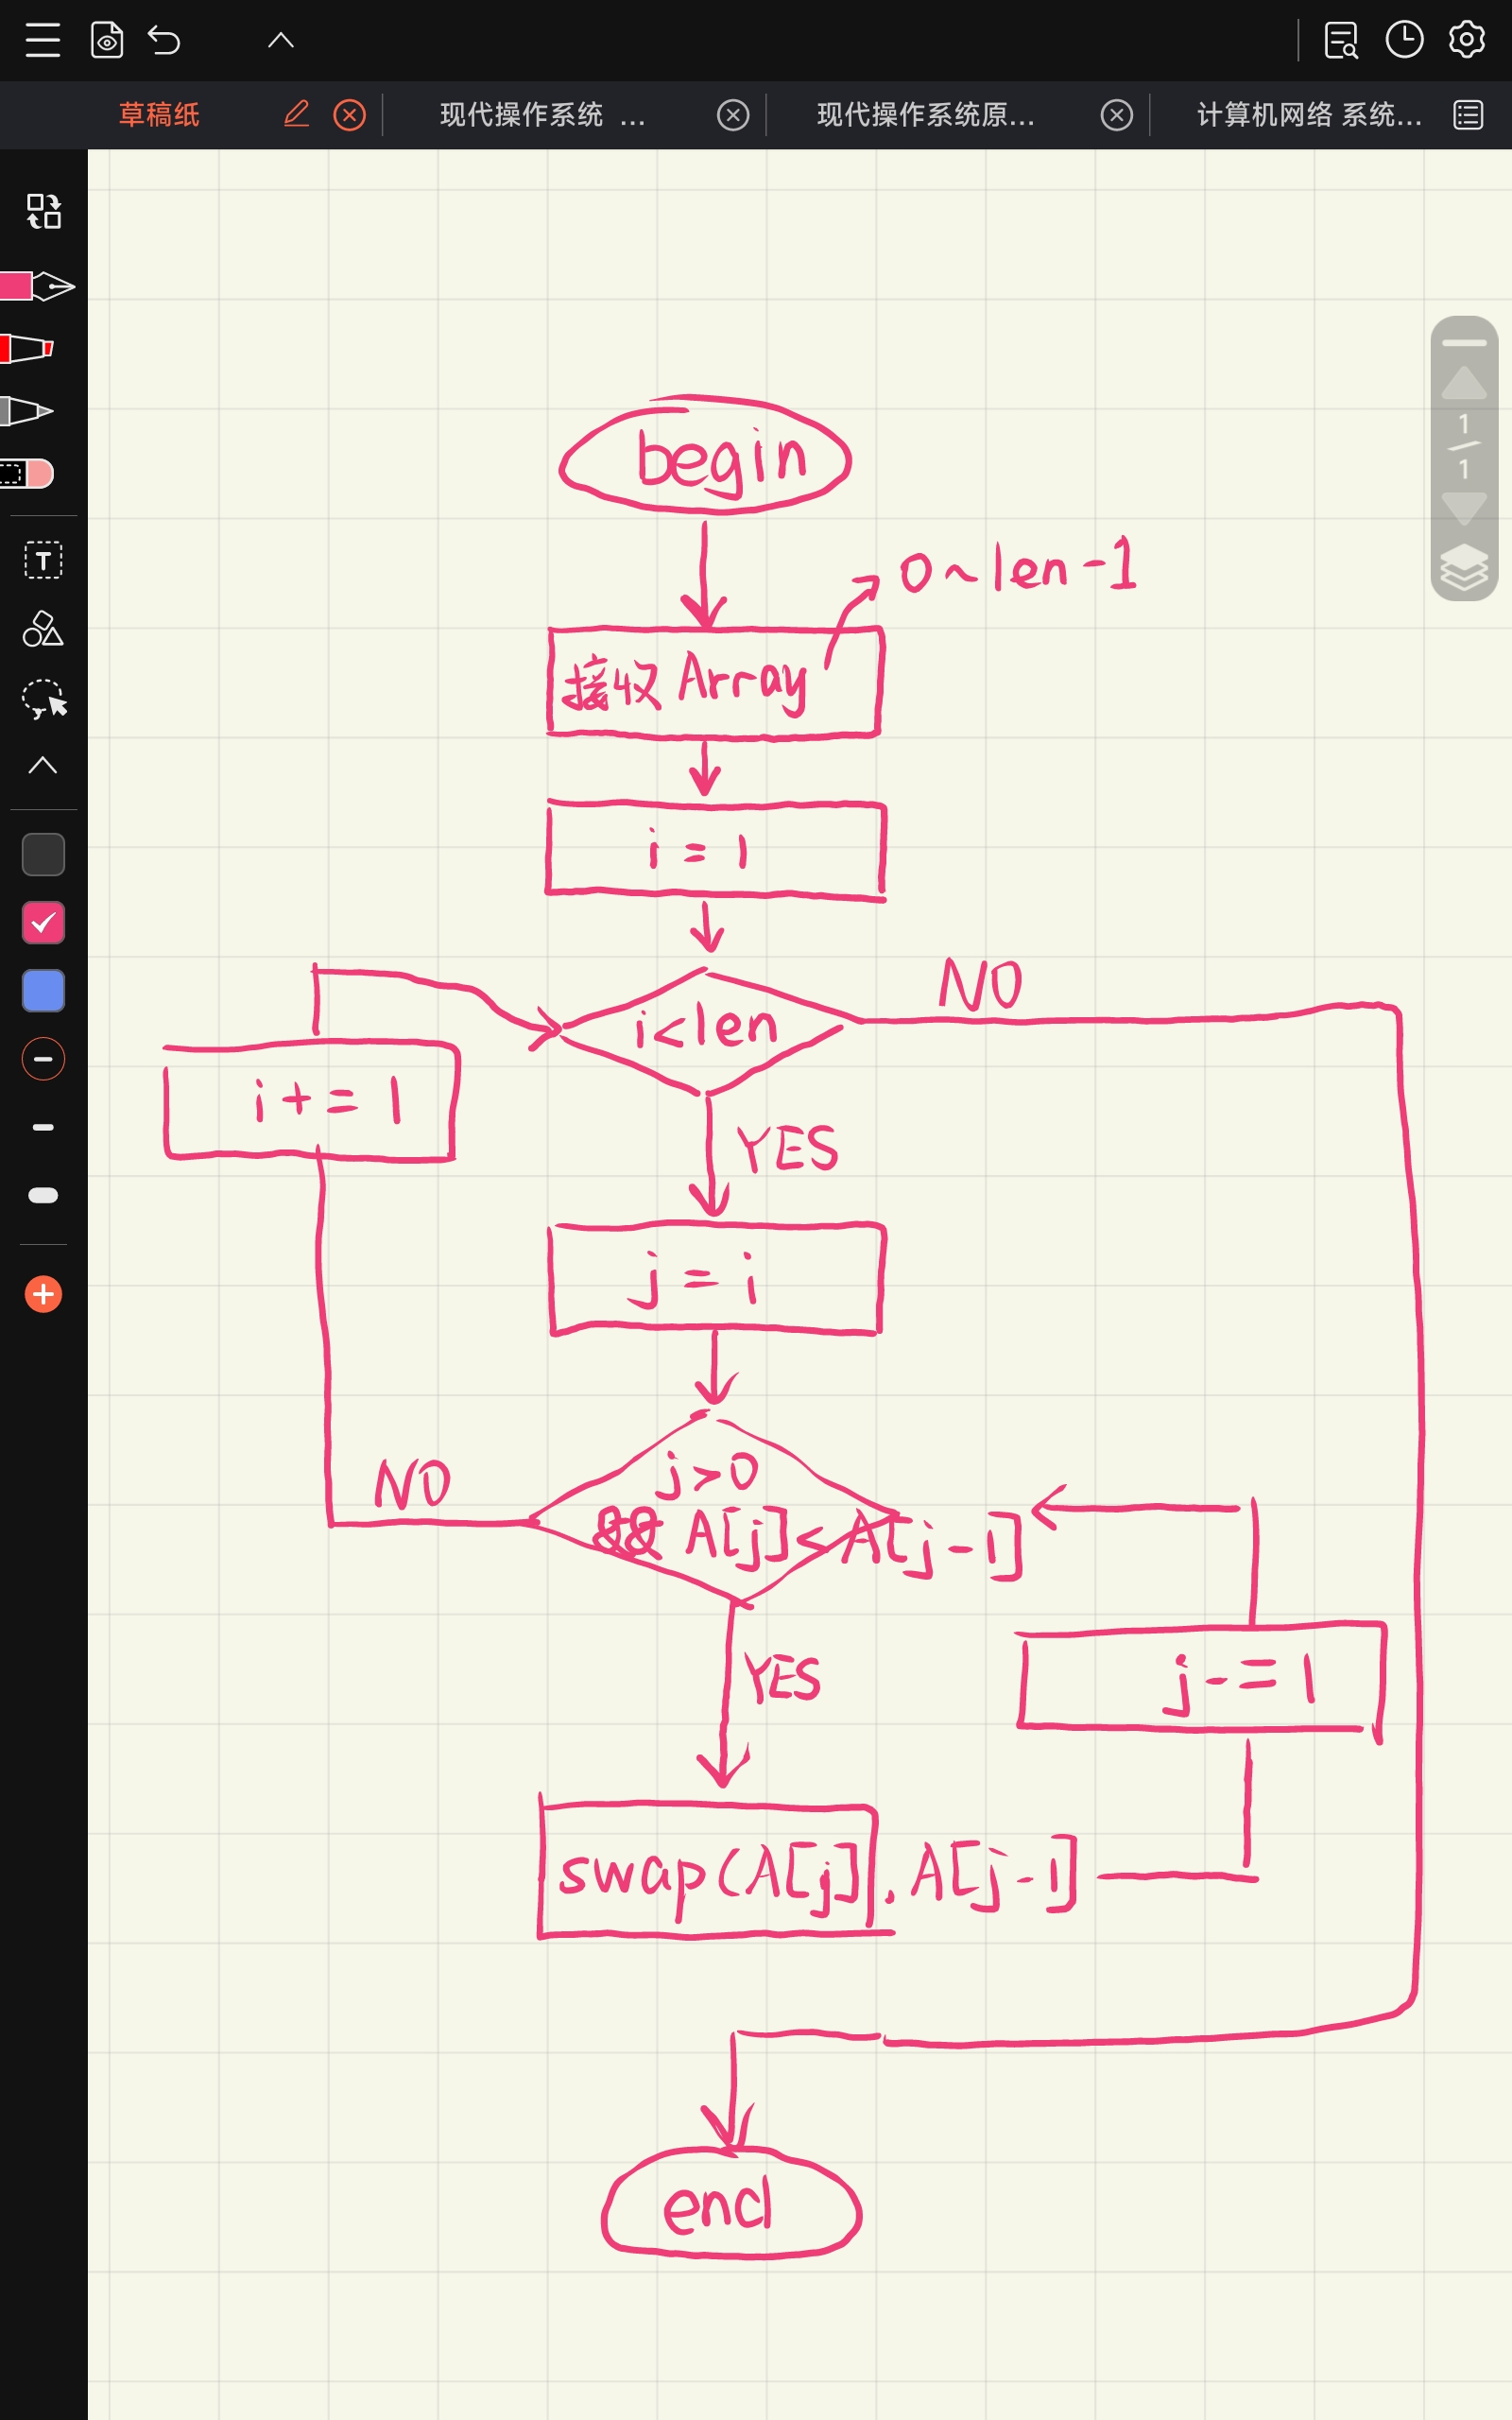 草稿纸
现代操作系统 ...
现代操作系统原...
计算机网络 系统...
T
1
1
begin
0~len-1
接收 Array
i = 1
i<len
NO
i += 1
YES
j = i
j>0
&& A[j]<A[j-1]
NO
YES
j -= 1
swap(A[j],A[j-1]
end